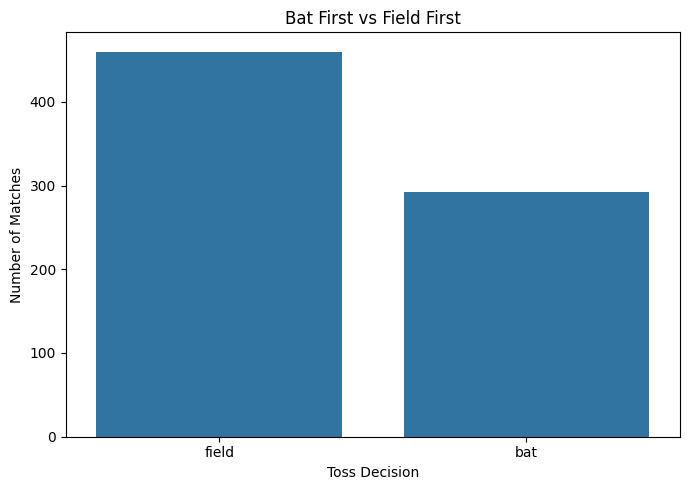 Bat First vs Field First
Number of Matches
400
300
200
100
0
field
bat
Toss Decision